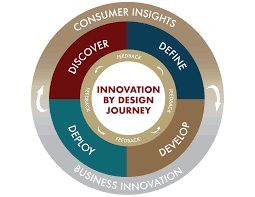 CONSUMER INSIGHTS
DISCOVER
DEFINE
FEEDBACK
FEEDBACK
INNOVATION
BY DESIGN
JOURNEY
FEEDBACK
FEEDBACK
DEPLOY
DEVELOP
BUSINESS INNOVATION